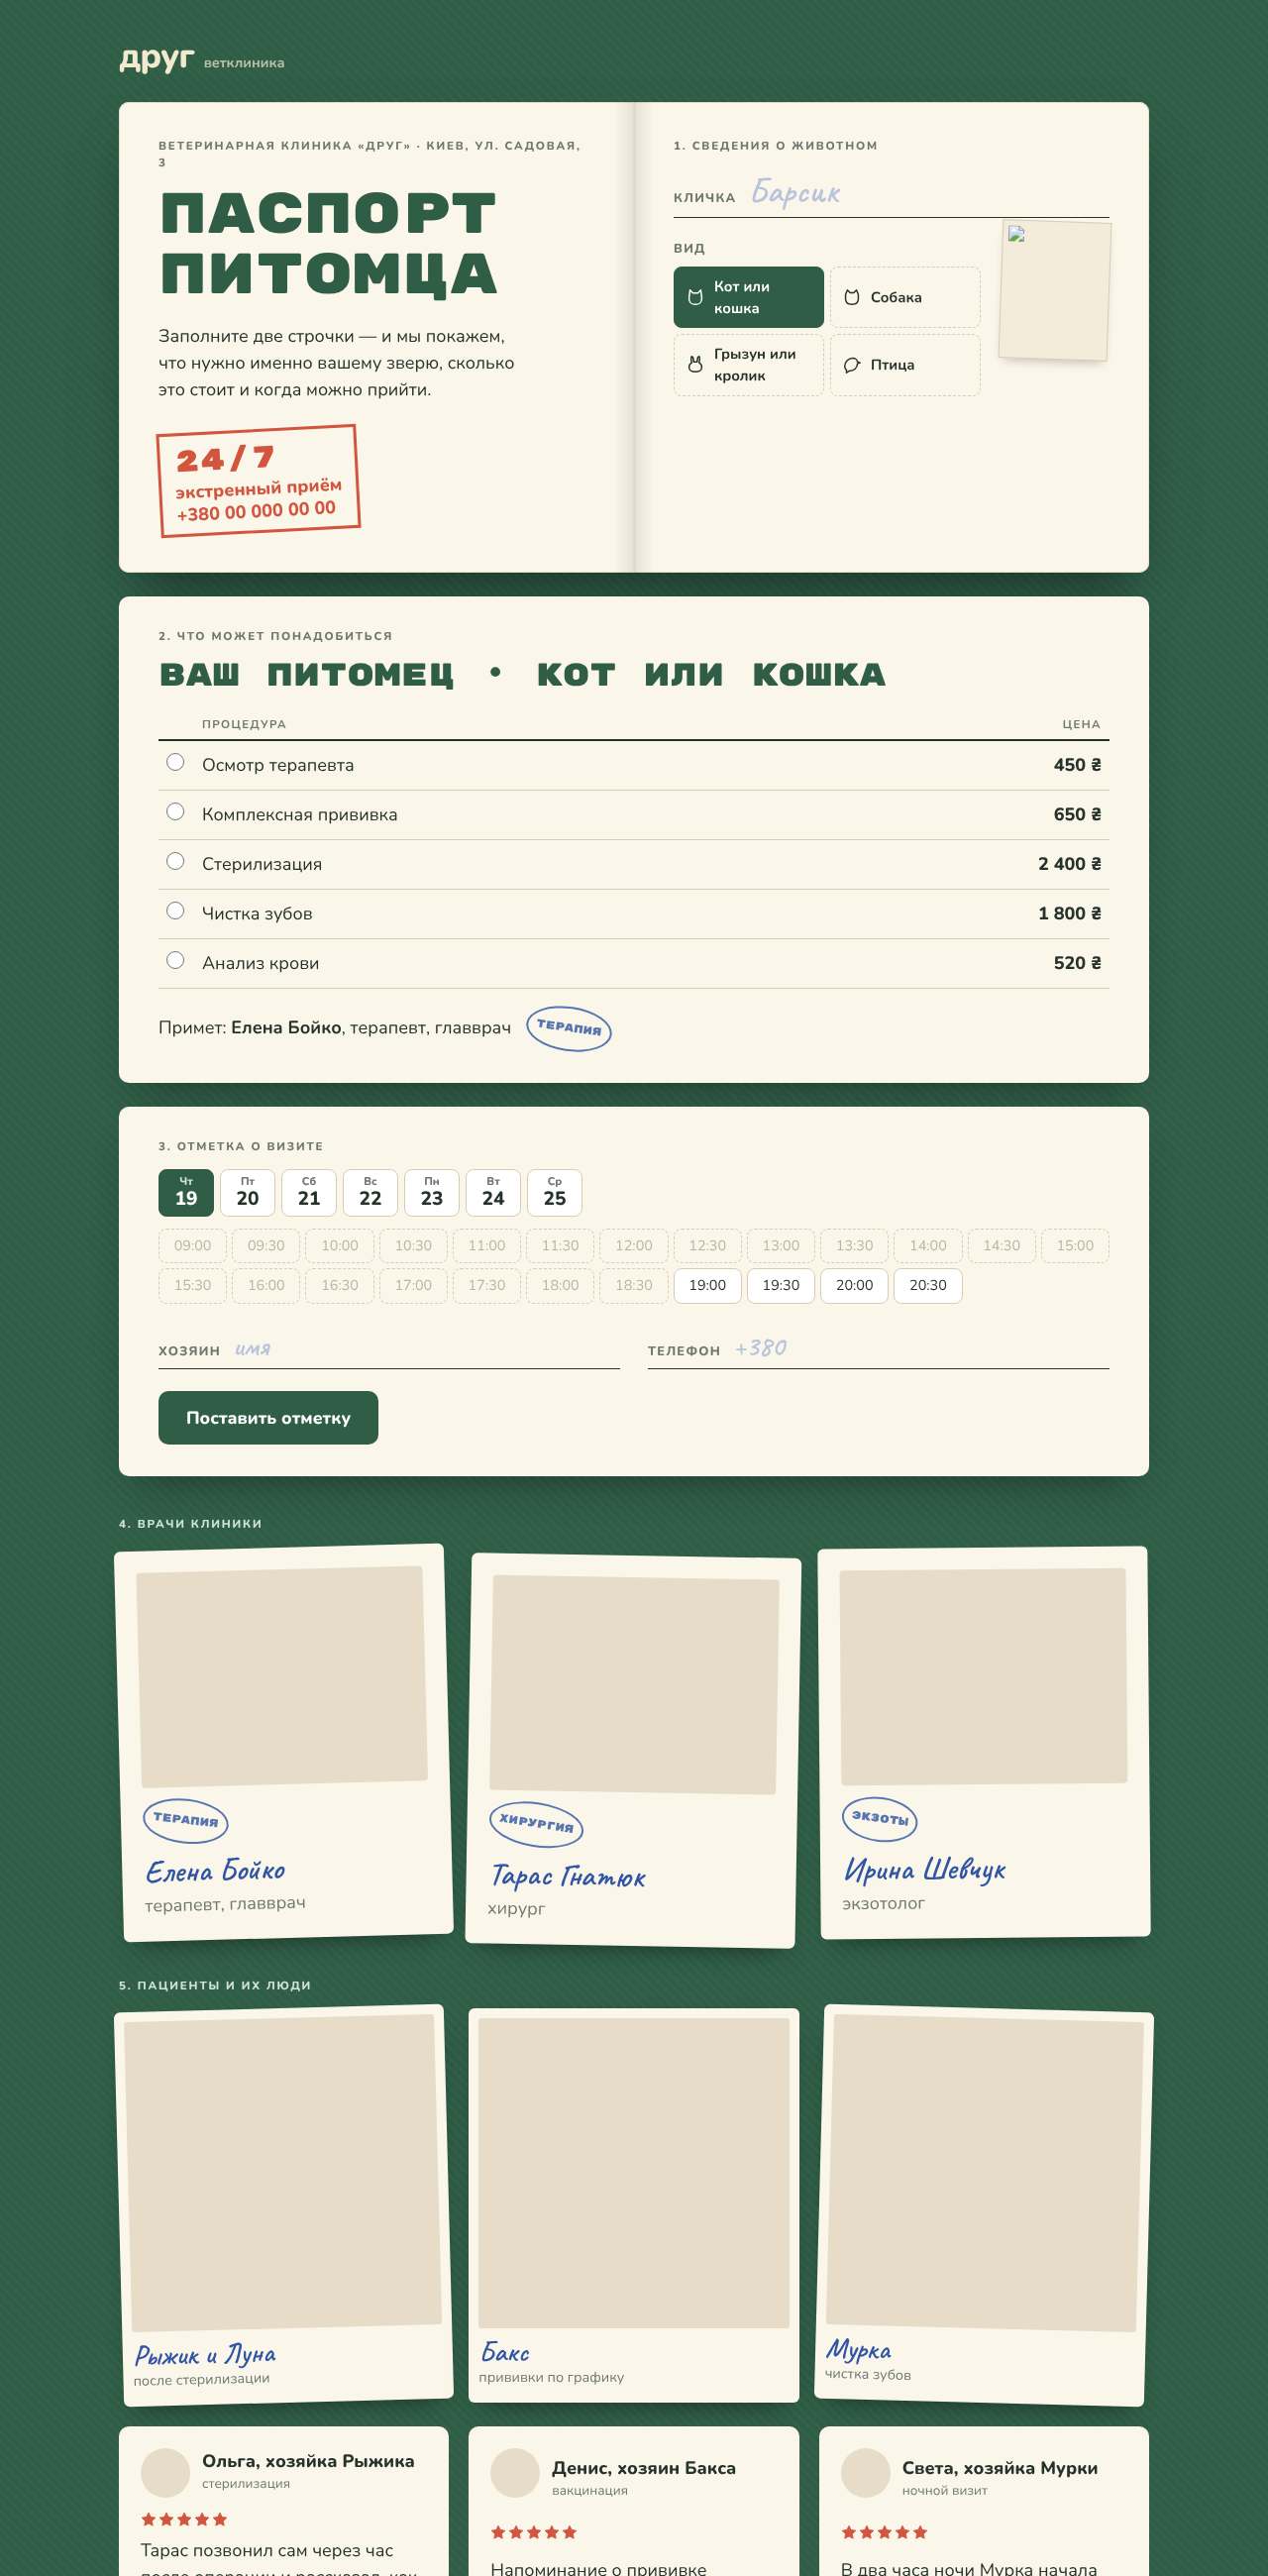 друг ветклиника
ВЕТЕРИНАРНАЯ КЛИНИКА «ДРУГ» · КИЕВ, УЛ. САДОВАЯ,
3
ПАСПОРТ
ПИТОМЦА
Заполните две строчки — и мы покажем,
что нужно именно вашему зверю, сколько
это стоит и когда можно прийти.
24/7
экстренный приём
+380 00 000 00 00
1. СВЕДЕНИЯ О ЖИВОТНОМ
КЛИЧКА Барсик
ВИД
Кот или
кошка
Собака
Грызун или
кролик
Птица
2. ЧТО МОЖЕТ ПОНАДОБИТЬСЯ
ВАШ ПИТОМЕЦ · КОТ ИЛИ КОШКА
ПРОЦЕДУРА ЦЕНА
Осмотр терапевта 450 ₴
Комплексная прививка 650 ₴
Стерилизация 2 400 ₴
Чистка зубов 1 800 ₴
Анализ крови 520 ₴
Примет: Елена Бойко, терапевт, главврач ТЕРАПИЯ
3. ОТМЕТКА О ВИЗИТЕ
Чт Пт Сб Вс Пн Вт Ср
19 20 21 22 23 24 25
09:00 09:30 10:00 10:30 11:00 11:30 12:00 12:30 13:00 13:30 14:00 14:30 15:00
15:30 16:00 16:30 17:00 17:30 18:00 18:30 19:00 19:30 20:00 20:30
ХОЗЯИН имя ТЕЛЕФОН +380
Поставить отметку
4. ВРАЧИ КЛИНИКИ
ТЕРАПИЯ
Елена Бойко
терапевт, главврач
ХИРУРГИЯ
Тарас Гнатюк
хирург
ЭКЗОТЫ
Ирина Шевчук
экзотолог
5. ПАЦИЕНТЫ И ИХ ЛЮДИ
Рыжик и Луна
после стерилизации
Бакс
прививки по графику
Мурка
чистка зубов
Ольга, хозяйка Рыжика
стерилизация
Тарас позвонил сам через час
после операции и рассказал, как
Денис, хозяин Бакса
вакцинация
Напоминание о прививке
Света, хозяйка Мурки
ночной визит
В два часа ночи Мурка начала